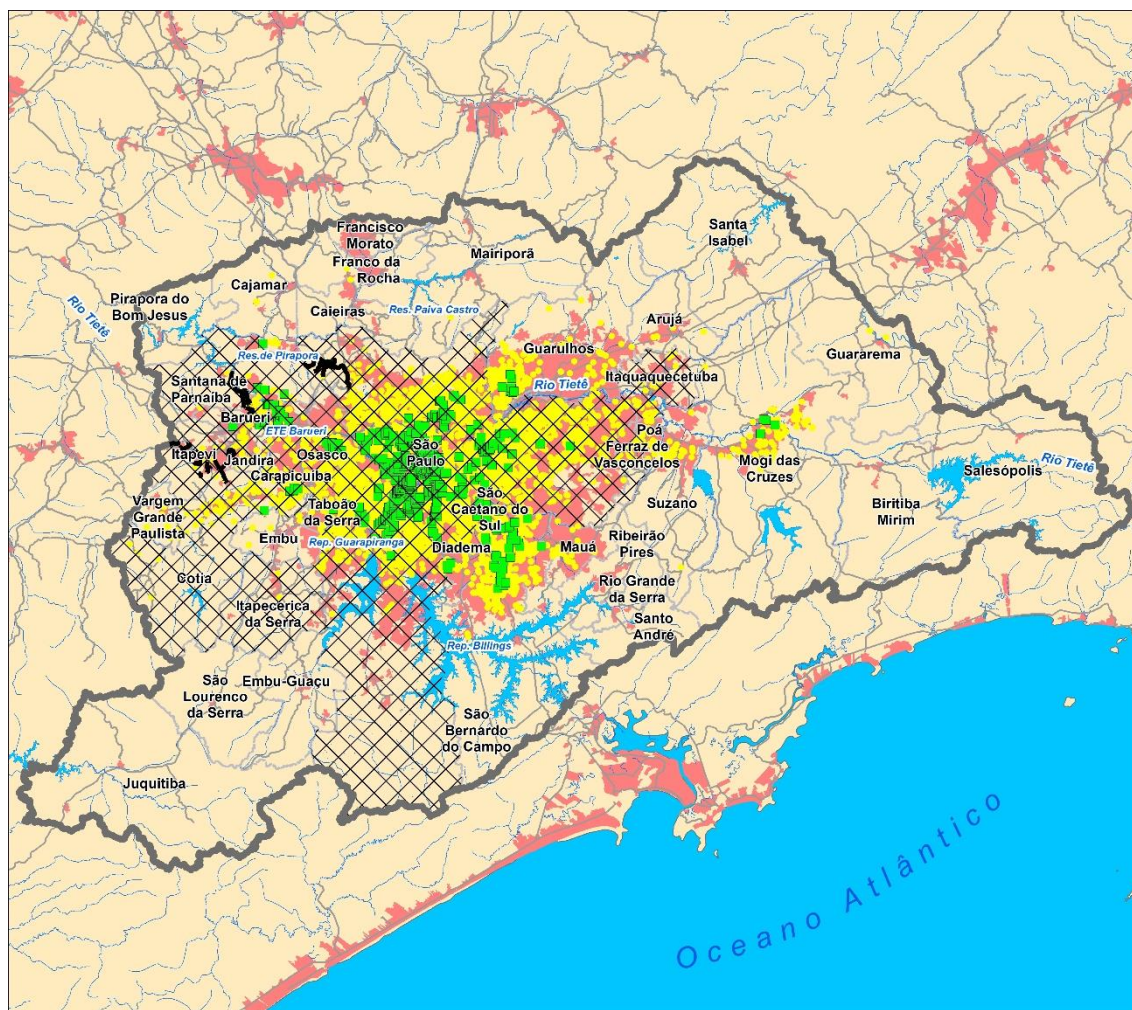 Santa
Isabel
Francisco
Morato
Mairiporã
Franco da
Rocha
Cajamar
Pirapora do
Bom Jesus
Rio Tietê
Caieiras
Res. Paiva Castro
Arujá
Guarulhos
Guararema
Res.de Pirapora
Rio Tietê
Itaquaquecetuba
Santana de
Parnaíba
Barueri
ETE Barueri
Poá
Itapevi
Jandira
Osasco
São
Paulo
Ferraz de
Vasconcelos
Carapicuiba
Mogi das
Cruzes
Salesópolis
Rio Tietê
Vargem
Grande
Paulista
Taboão
da Serra
São
Caetano do
Sul
Suzano
Biritiba
Mirim
Embu
Rep. Guarapiranga
Diadema
Mauá
Ribeirão
Pires
Cotia
Rio Grande
da Serra
Itapecerica
da Serra
Santo
André
Rep. Billings
São
Lourenco
da Serra
Embu-Guaçu
São
Bernardo
do Campo
Juquitiba
Oceano Atlântico